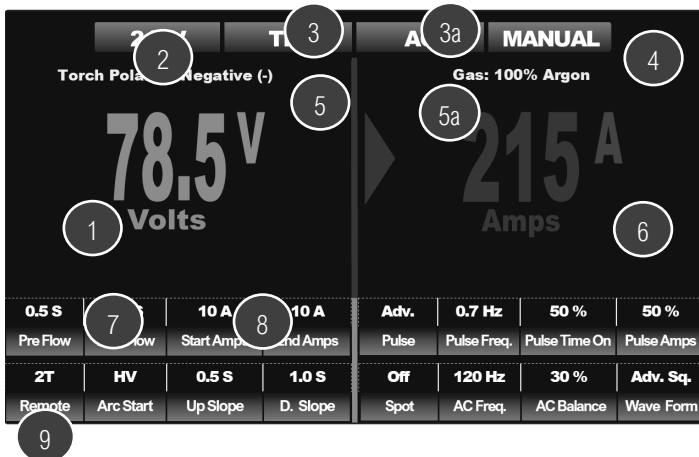 3 3a
MANUAL
2 4
Negative (-) Gas: 100% Argon
5 5a
78.5 V 215 A
Volts Amps
1 6
0.5 S 10 A 10 A Adv. 0.7 Hz 50 % 50 %
7 8
Pre Flow Start Amps End Amps Pulse Pulse Freq. Pulse Time On Pulse Amps
2T HV 0.5 S 1.0 S Off 120 Hz 30 % Adv. Sq.
Remote Arc Start Up Slope D. Slope Spot AC Freq. AC Balance Wave Form
9